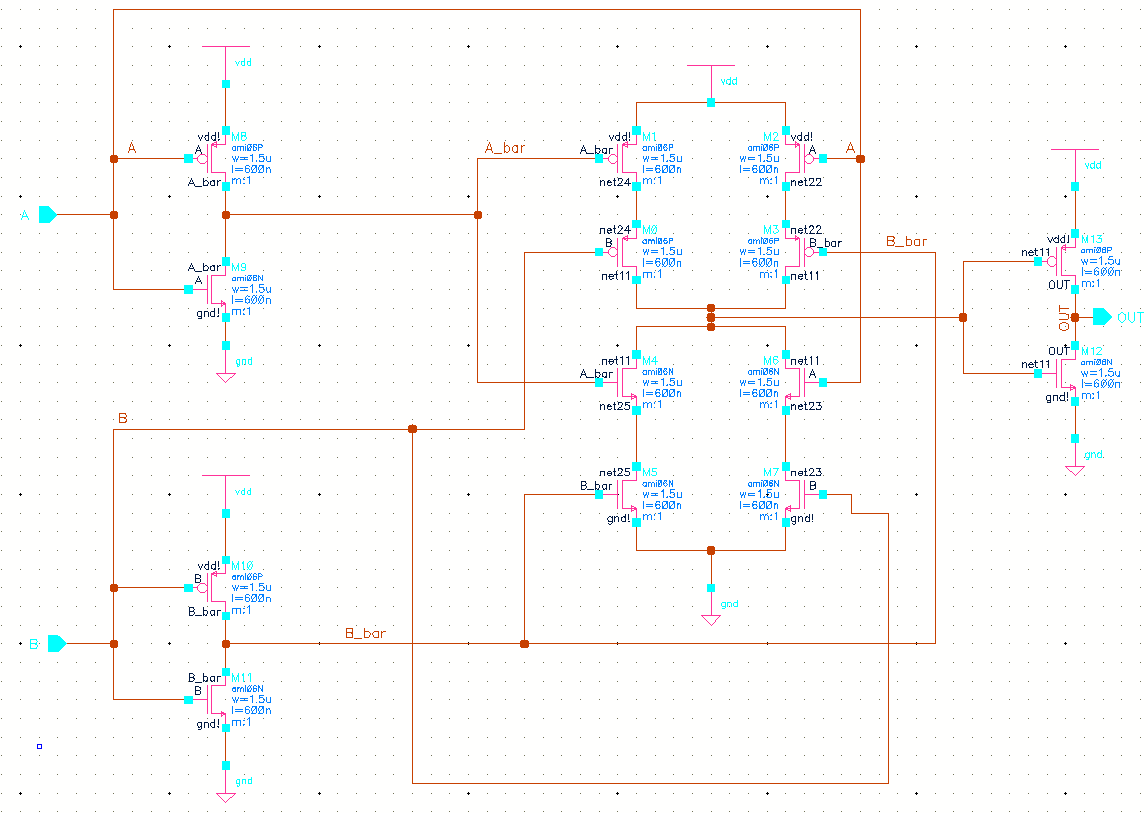 vdd
vdd!
M8
A
A
ami06P
w=1.5u
l=600n
A_bar
m:1
A
A_bar
M9
A
ami06N
w=1.5u
l=600n
gnd!
m:1
gnd
B
vdd
vdd!
M10
B
ami06P
w=1.5u
l=600n
B_bar
m:1
B
B_bar
B_bar
M11
B
ami06N
w=1.5u
l=600n
gnd!
m:1
gnd
vdd
A_bar
vdd!
M1
A_bar
ami06P
w=1.5u
l=600n
net24
m:1
M2
vdd!
ami06P
A
A
w=1.5u
l=600n
m:1
net22
net24
M0
B
ami06P
w=1.5u
l=600n
net11
m:1
M3
net22
ami06P
B_bar
B_bar
w=1.5u
l=600n
m:1
net11
net11
M4
A_bar
ami06N
w=1.5u
l=600n
net25
m:1
M6
net11
ami06N
A
w=1.5u
l=600n
m:1
net23
net25
M5
B_bar
ami06N
w=1.5u
l=600n
gnd!
m:1
M7
net23
ami06N
B
w=1.5u
l=600n
m:1
gnd!
gnd
vdd
vdd!
M13
net11
ami06P
w=1.5u
l=600n
OUT
m:1
OUT
OUT
OUT
M12
net11
ami06N
w=1.5u
l=600n
gnd!
m:1
gnd